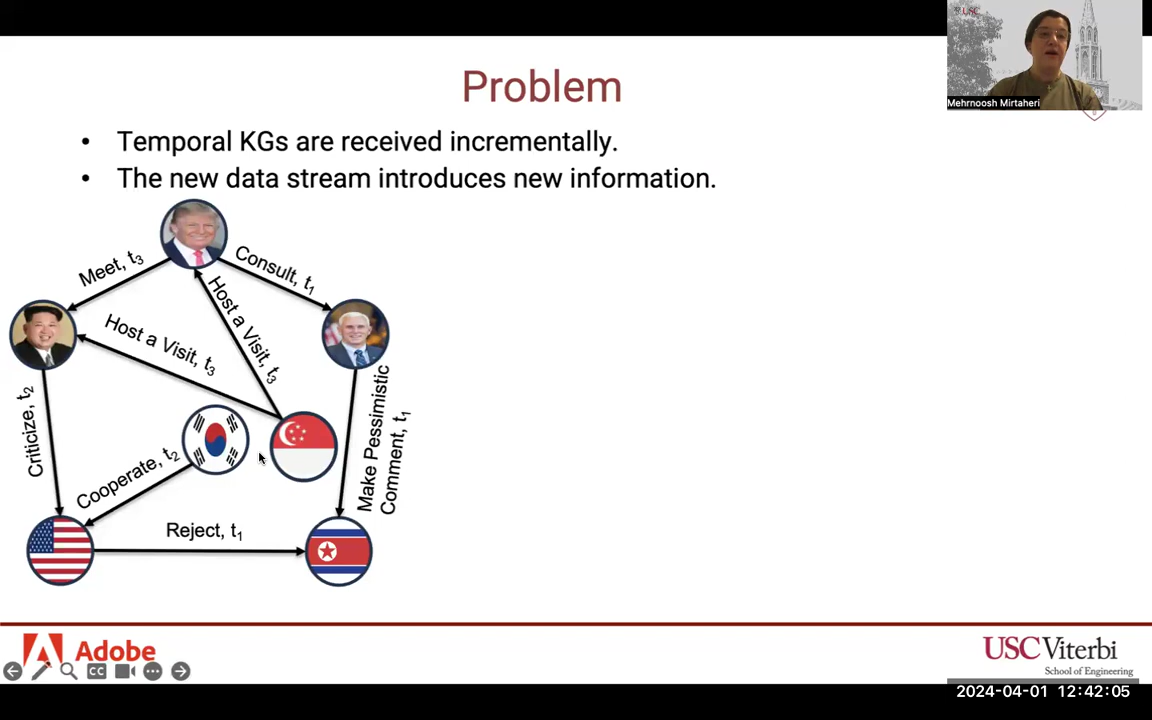 USC
Mehrnoosh Mirtaheri
Problem
• Temporal KGs are received incrementally.
• The new data stream introduces new information.
Meet, t3
Consult, t1
Host a Visit, t3
Host a Visit, t3
Criticize, t2
Cooperate, t2
Make Pessimistic
Comment, t1
Reject, t1
Adobe
CC
USC Viterbi
School of Engineering
2024-04-01 12:42:05